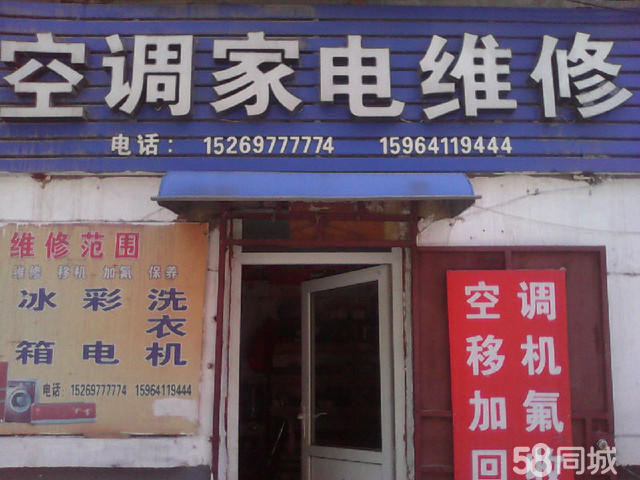 空调家电维修
电话：15269777774 15964119444
维修范围
维修 移机 加氟 保养
冰箱 彩电 洗衣机
电话：15269777774 15964119444
空调
移机
加氟
回收
58同城